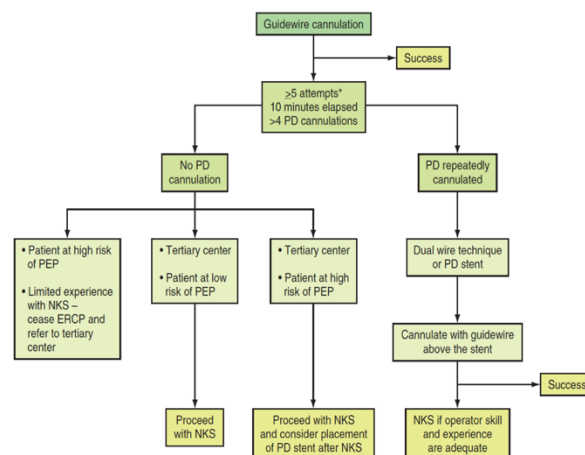 Guidewire cannulation
Success
≥5 attempts*
10 minutes elapsed
>4 PD cannulations
No PD
cannulation
PD repeatedly
cannulated
• Patient at high risk
of PEP
• Limited experience
with NKS –
cease ERCP and
refer to tertiary
center
• Tertiary center
• Patient at low
risk of PEP
• Tertiary center
• Patient at high
risk of PEP
Dual wire technique
or PD stent
Cannulate with guidewire
above the stent
Success
Proceed
with NKS
Proceed with NKS
and consider placement
of PD stent after NKS
NKS if operator skill
and experience
are adequate